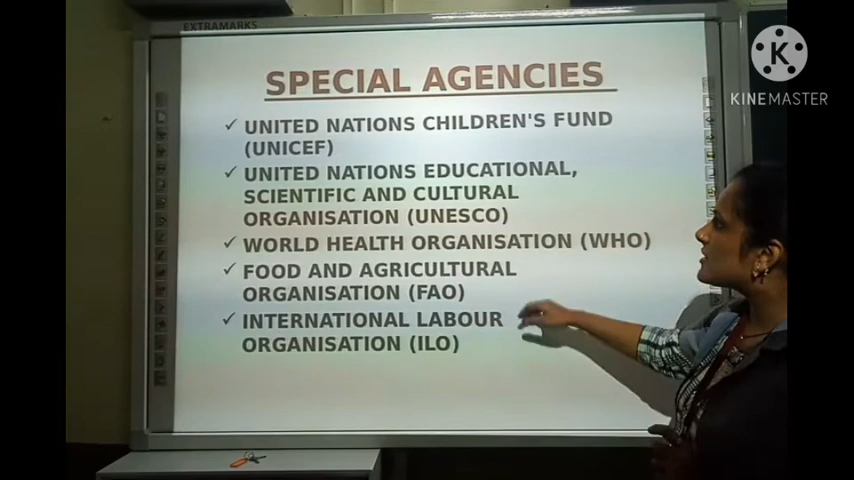 EXTRAMARKS
SPECIAL AGENCIES
✓ UNITED NATIONS CHILDREN'S FUND
(UNICEF)
✓ UNITED NATIONS EDUCATIONAL,
SCIENTIFIC AND CULTURAL
ORGANISATION (UNESCO)
✓ WORLD HEALTH ORGANISATION (WHO)
✓ FOOD AND AGRICULTURAL
ORGANISATION (FAO)
✓ INTERNATIONAL LABOUR
ORGANISATION (ILO)
K
KINEMASTER